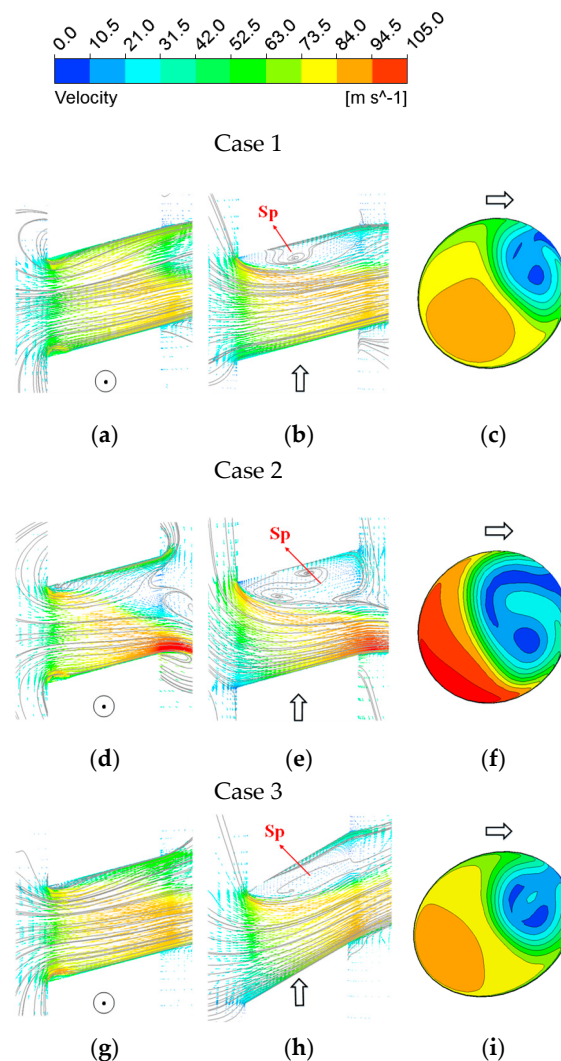 0.0 10.5 21.0 31.5 42.0 52.5 63.0 73.5 84.0 94.5 105.0
Velocity [m s^-1]
Case 1
Sp
(a) (b) (c)
Case 2
Sp
(d) (e) (f)
Case 3
Sp
(g) (h) (i)